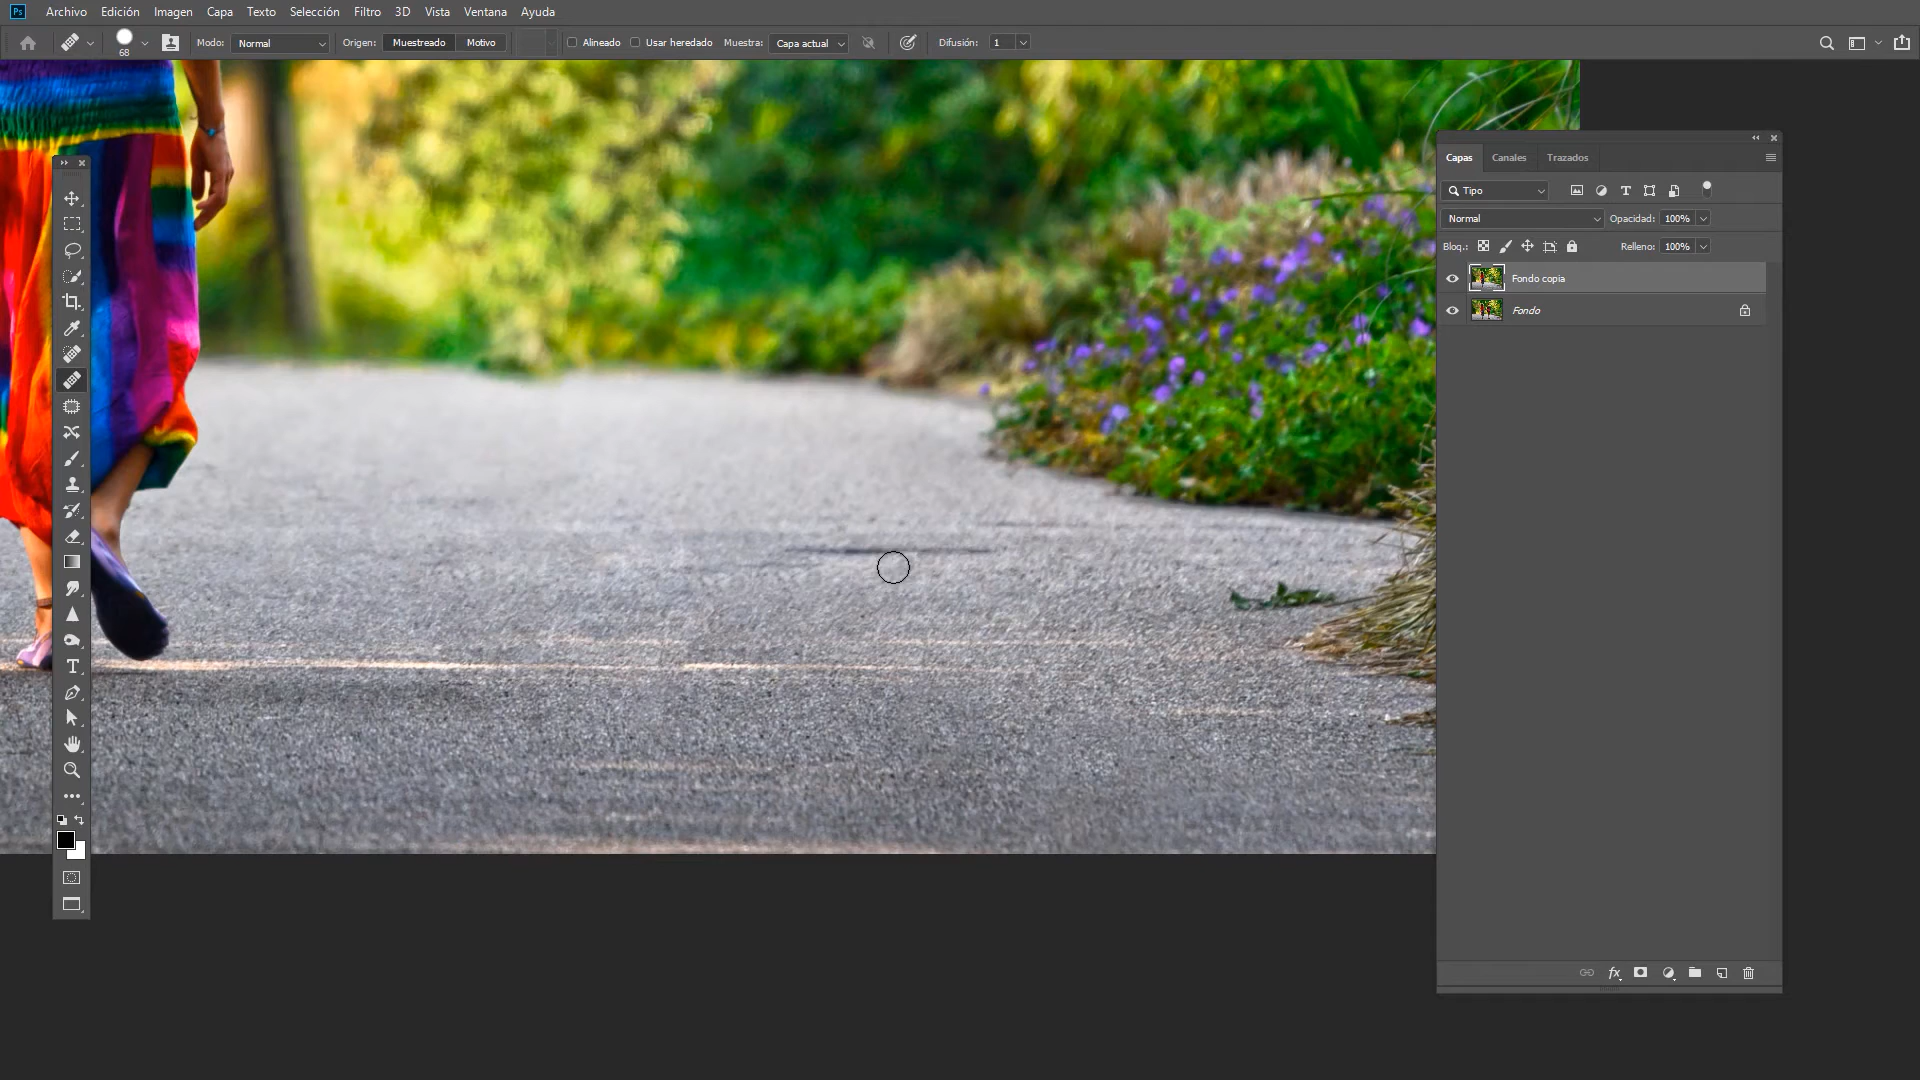 Ps Archivo Edición Imagen Capa Texto Selección Filtro 3D Vista Ventana Ayuda
68 Modo: Normal Origen: Muestreado Motivo Alineado Usar heredado Muestra: Capa actual Difusión: 1
Capas Canales Trazados
Tipo
Normal Opacidad: 100%
Bloq.: Relleno: 100%
Fondo copia
Fondo